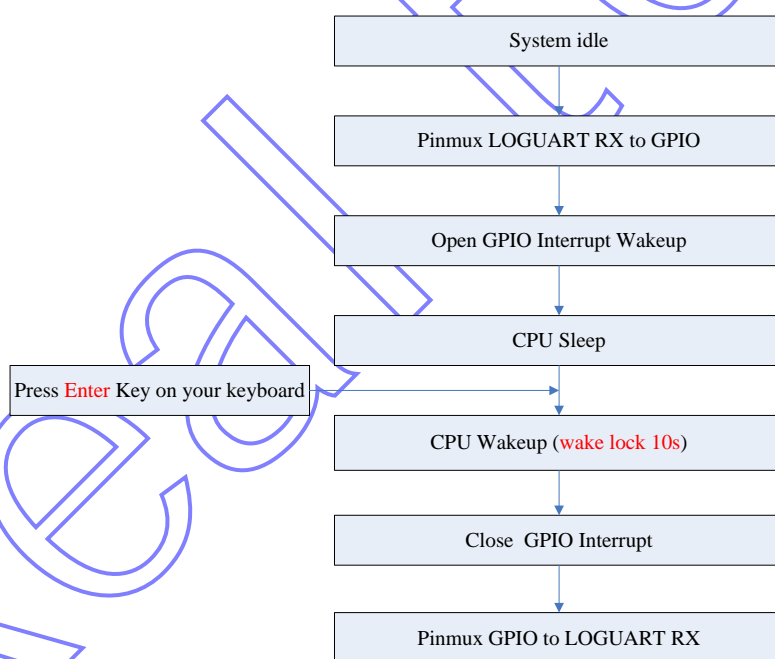 System idle
Pinmux LOGUART RX to GPIO
Open GPIO Interrupt Wakeup
CPU Sleep
Press Enter Key on your keyboard
CPU Wakeup (wake lock 10s)
Close  GPIO Interrupt
Pinmux GPIO to LOGUART RX